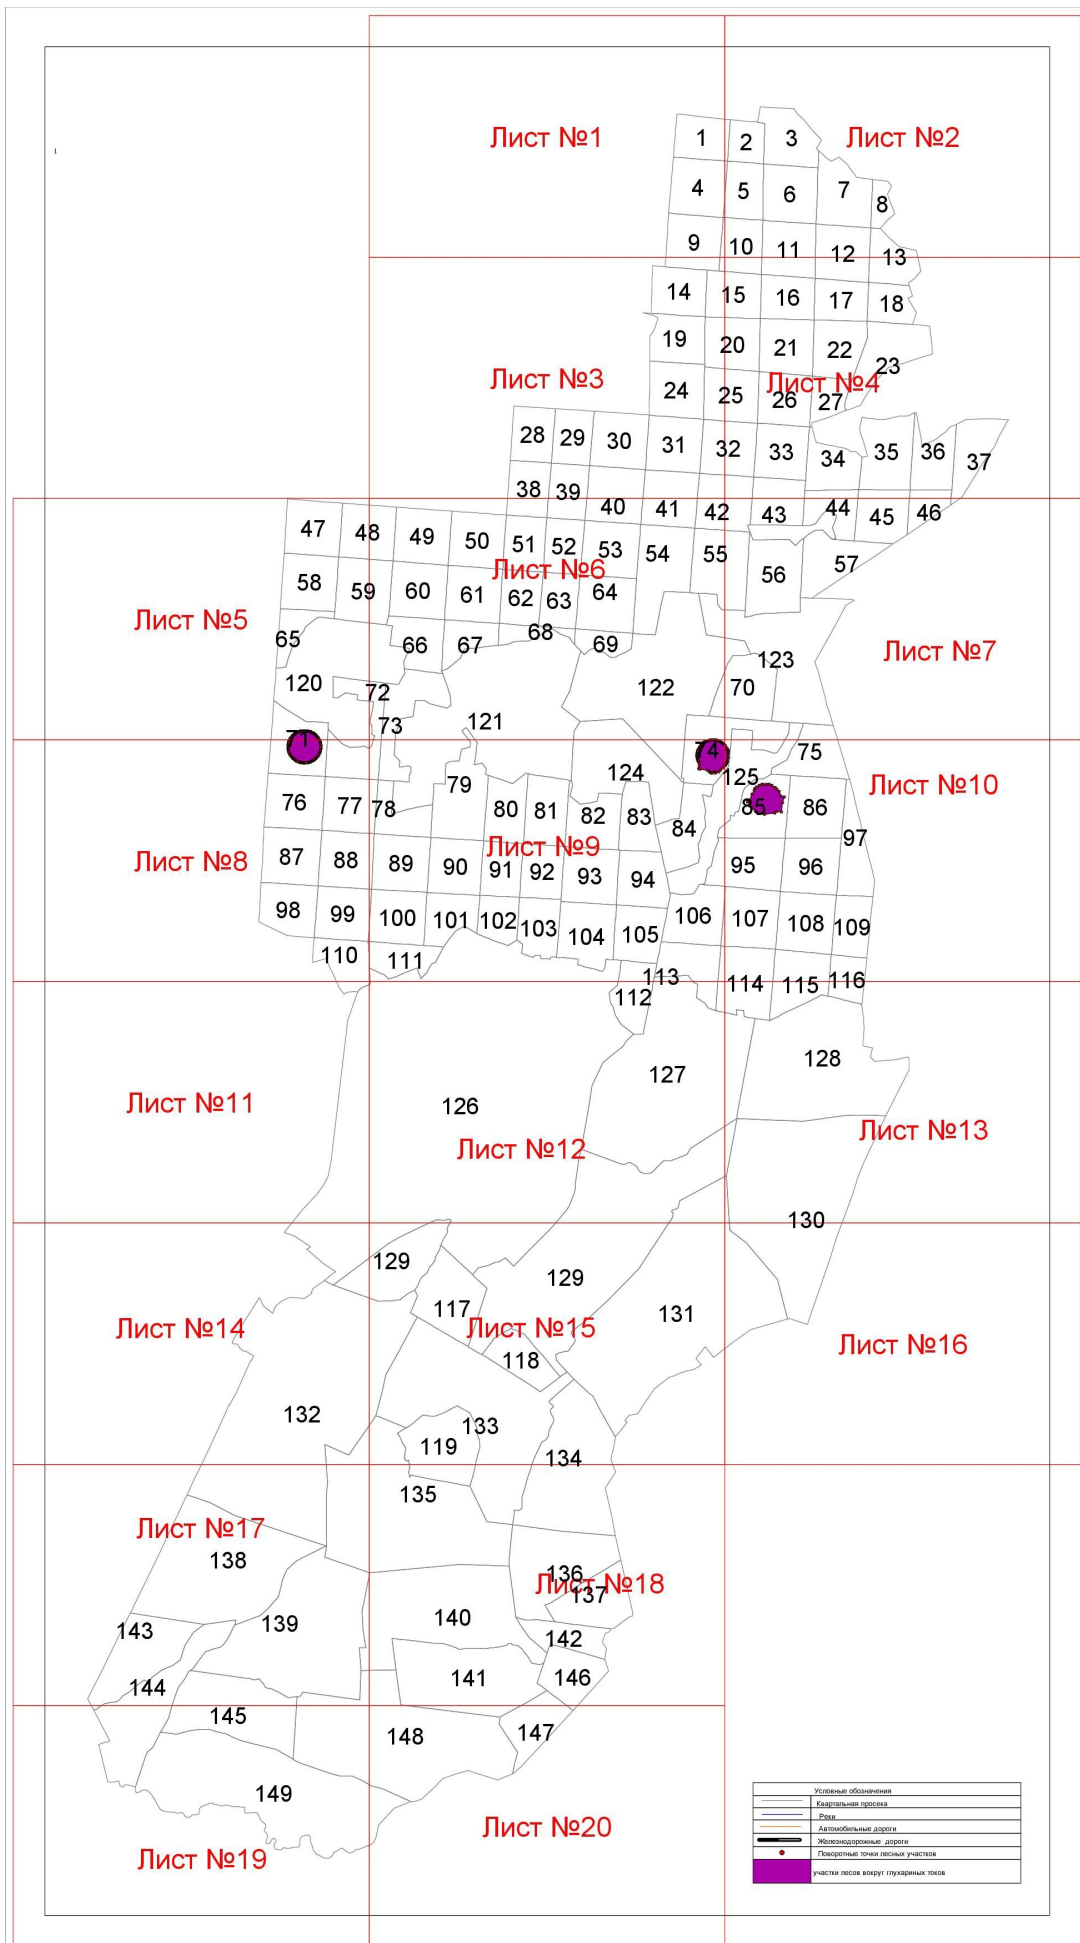 Лист №1
Лист №2
1 2 3
4 5 6 7 8
9 10 11 12 13
14 15 16 17 18
19 20 21 22 23
Лист №3
Лист №4
24 25 26 27
28 29 30 31 32 33 34 35 36 37
38 39 40 41 42 43 44 45 46
47 48 49 50 51 52 53 54 55 56 57
Лист №6
58 59 60 61 62 63 64
Лист №5
65 66 67 68 69
Лист №7
120 72 122 70 123
73 121
71 74 75
79 124 125
Лист №10
76 77 78 80 81 82 83 84 85 86 97
Лист №8
Лист №9
87 88 89 90 91 92 93 94 95 96
98 99 100 101 102 103 104 105 106 107 108 109
110 111 112 113 114 115 116
127 128
Лист №11
126
Лист №12
Лист №13
130
129 129
117 131
Лист №14
Лист №15
Лист №16
118
132 133
119 134
135
Лист №17
138 136
Лист №18
137
139 140
143 142
144 141 146
145 148 147
149
Лист №20
Лист №19
Условные обозначения
Квартальная просека
Реки
Автомобильные дороги
Железнодорожные дороги
Поворотные точки лесных участков
участки лесов вокруг глухариных токов